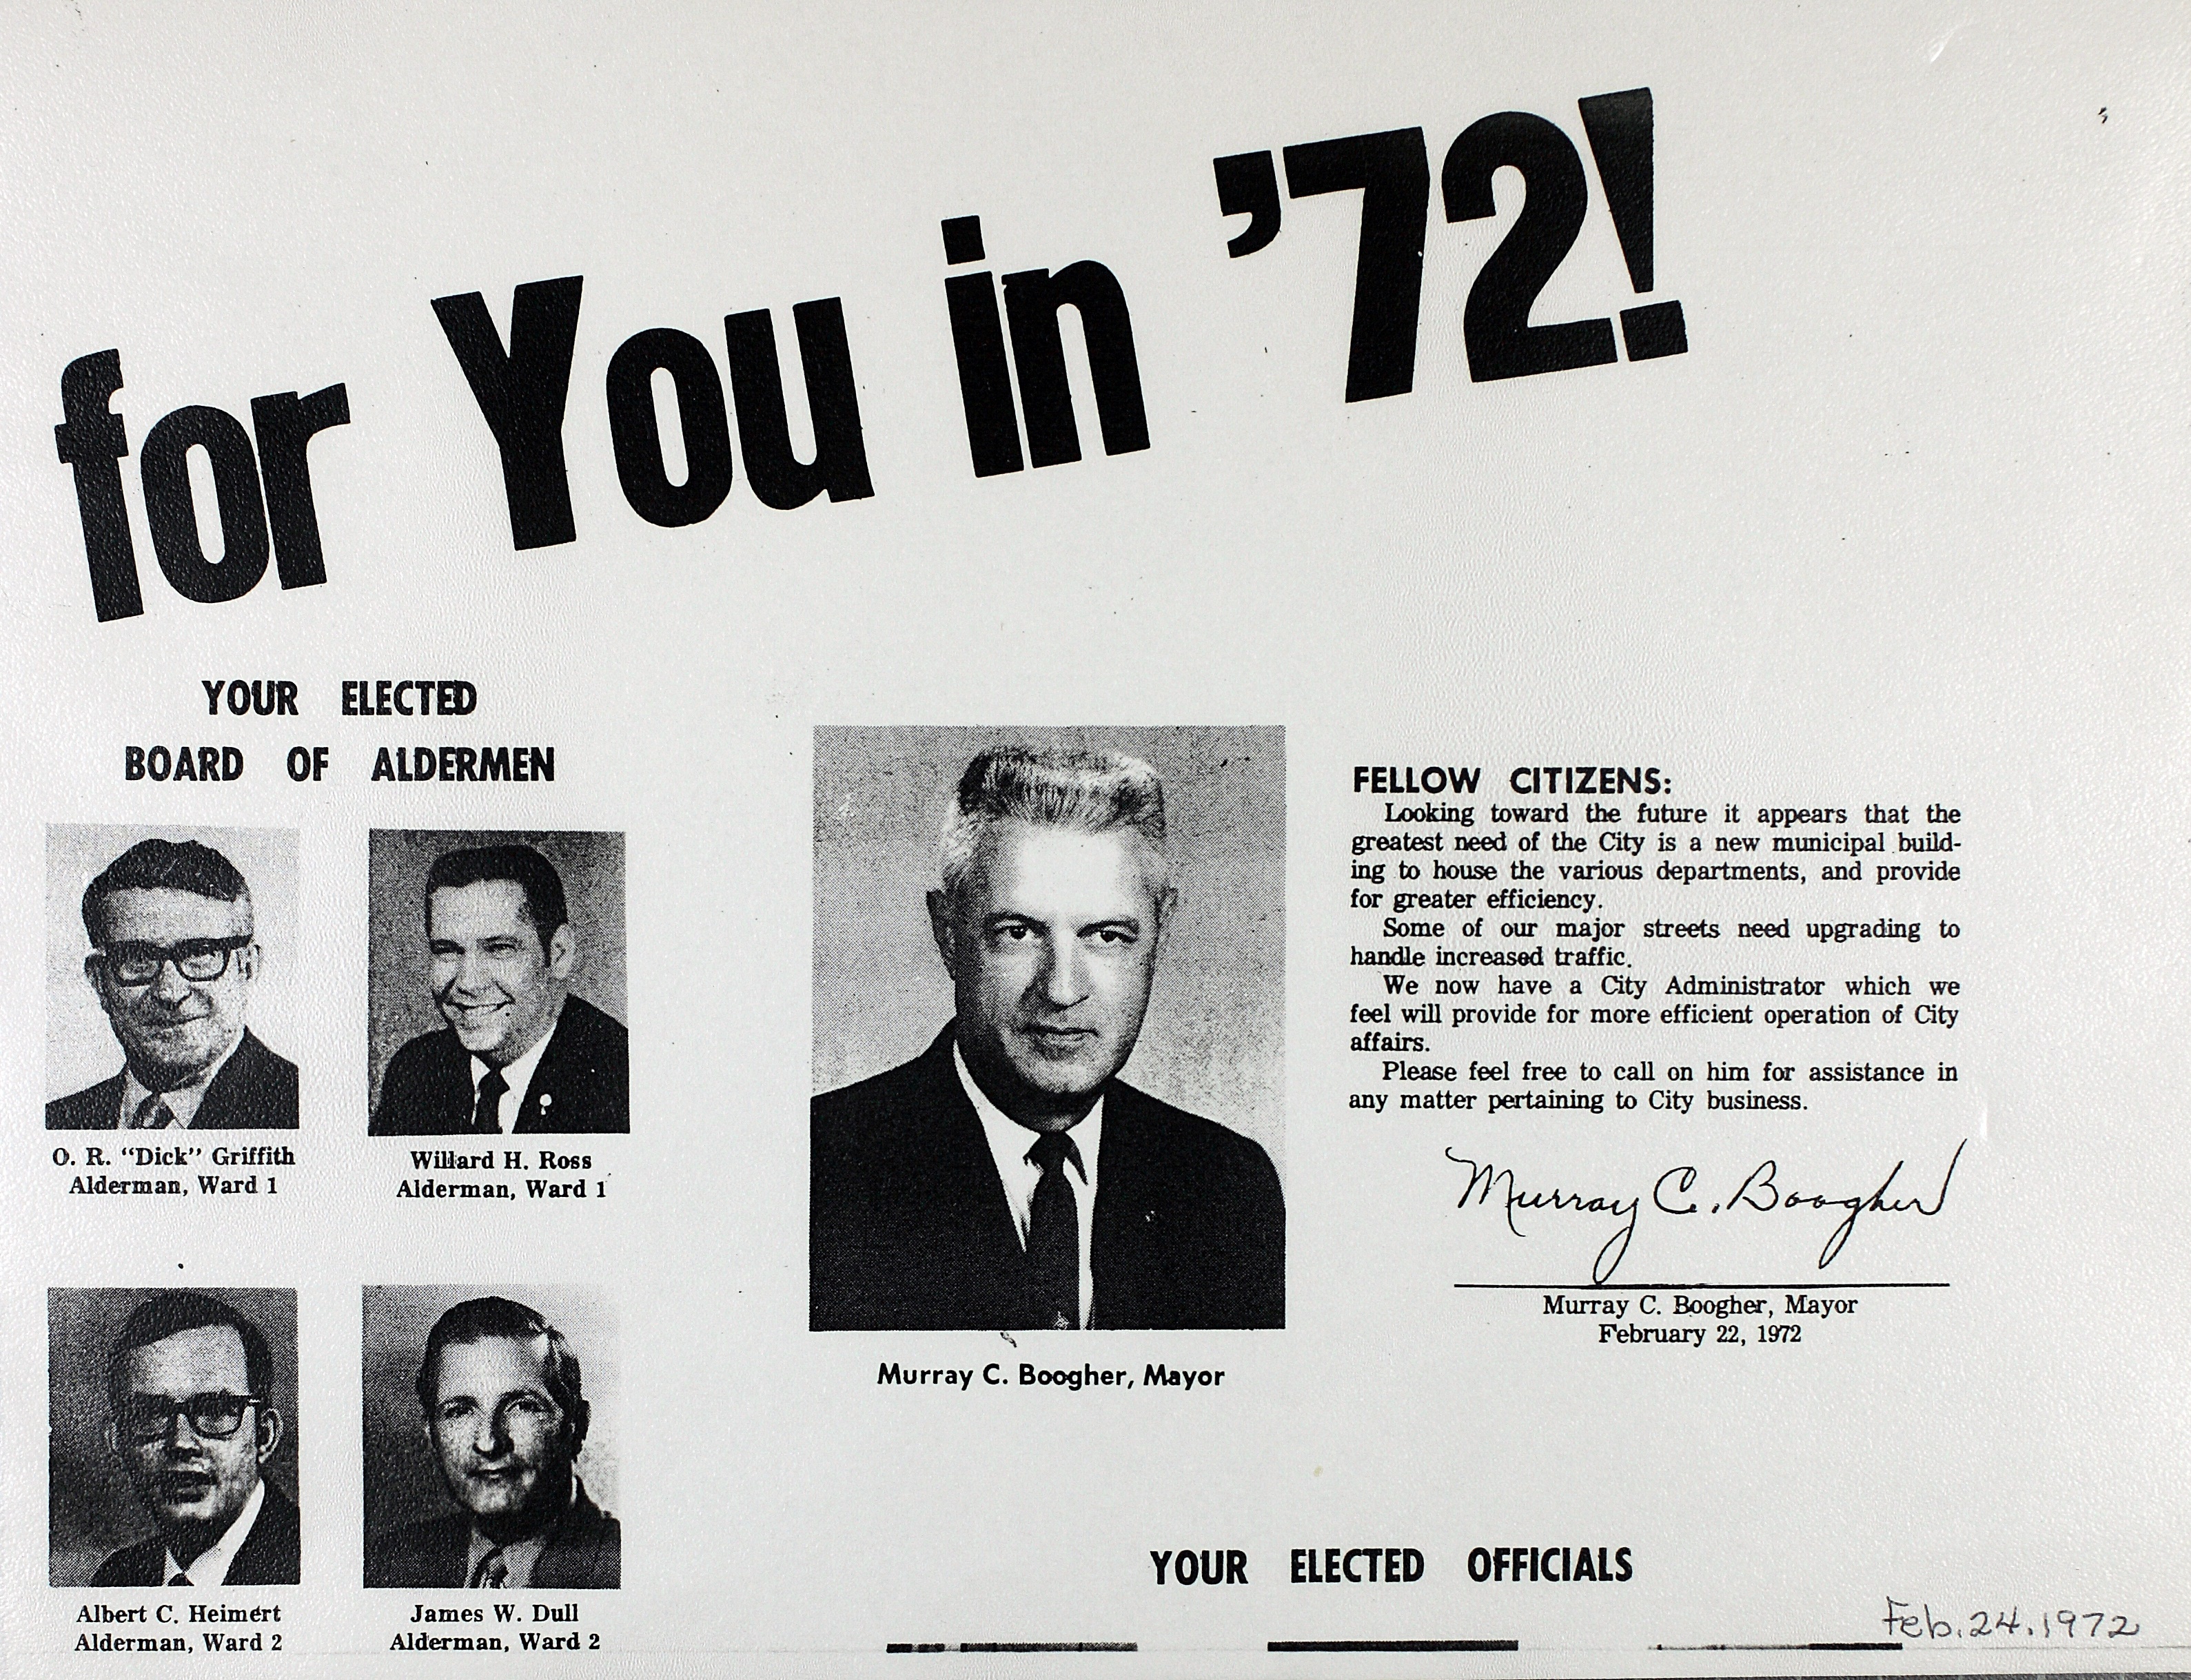 for You in '72!
YOUR ELECTED
BOARD OF ALDERMEN
O. R. "Dick" Griffith
Alderman, Ward 1
Willard H. Ross
Alderman, Ward 1
Albert C. Heimert
Alderman, Ward 2
James W. Dull
Alderman, Ward 2
Murray C. Boogher, Mayor
FELLOW CITIZENS:
Looking toward the future it appears that the
greatest need of the City is a new municipal build-
ing to house the various departments, and provide
for greater efficiency.
Some of our major streets need upgrading to
handle increased traffic.
We now have a City Administrator which we
feel will provide for more efficient operation of City
affairs.
Please feel free to call on him for assistance in
any matter pertaining to City business.
Murray C. Boogher
Murray C. Boogher, Mayor
February 22, 1972
YOUR ELECTED OFFICIALS
Feb. 24. 1972